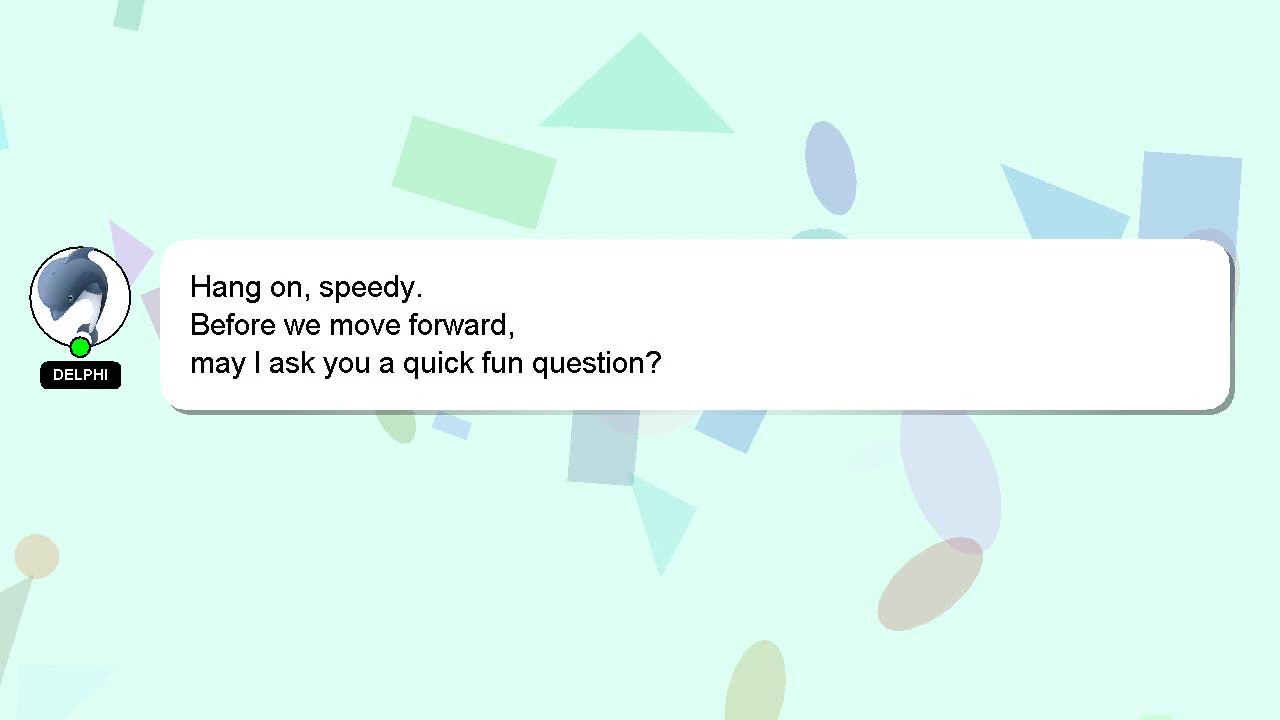 Hang on, speedy.
Before we move forward,
may I ask you a quick fun question?
DELPHI